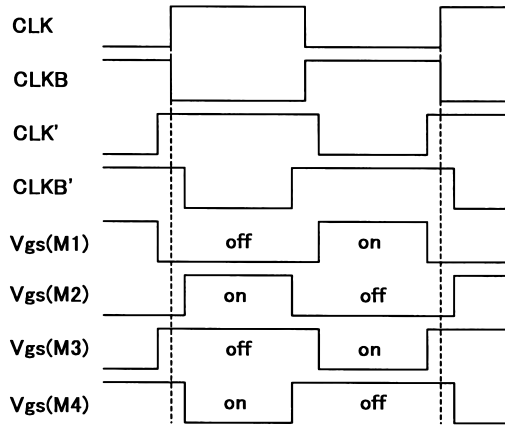 CLK
CLKB
CLK'
CLKB'
Vgs(M1) off on
Vgs(M2) on off
Vgs(M3) off on
Vgs(M4) on off